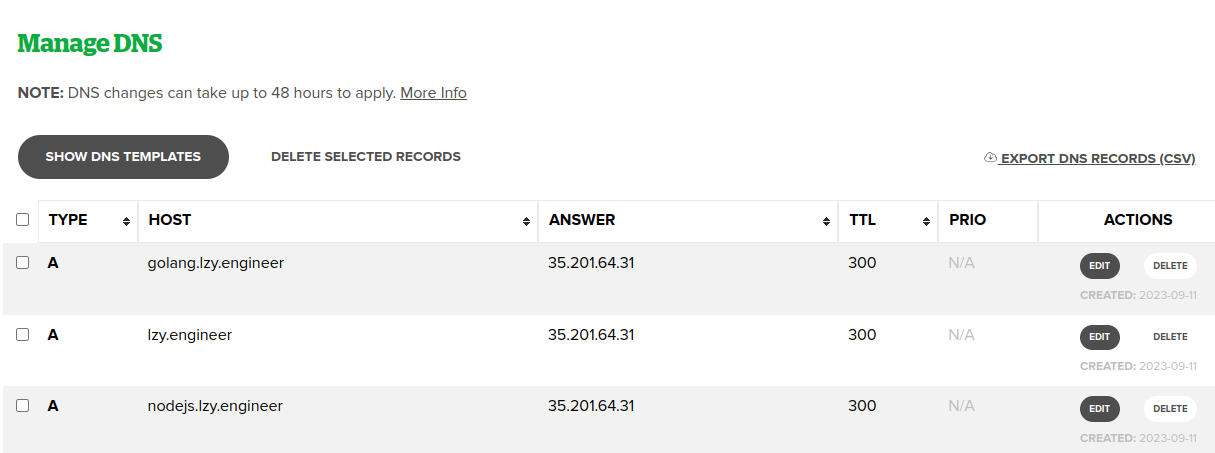 Manage DNS
NOTE: DNS changes can take up to 48 hours to apply. More Info
SHOW DNS TEMPLATES DELETE SELECTED RECORDS EXPORT DNS RECORDS (CSV)
TYPE HOST ANSWER TTL PRIO ACTIONS
A golang.lzy.engineer 35.201.64.31 300 N/A EDIT DELETE
CREATED: 2023-09-11
A lzy.engineer 35.201.64.31 300 N/A EDIT DELETE
CREATED: 2023-09-11
A nodejs.lzy.engineer 35.201.64.31 300 N/A EDIT DELETE
CREATED: 2023-09-11